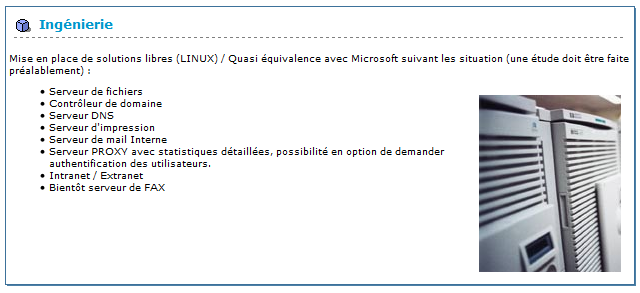 Ingénierie
Mise en place de solutions libres (LINUX) / Quasi équivalence avec Microsoft suivant les situation (une étude doit être faite
préalablement) :
• Serveur de fichiers
• Contrôleur de domaine
• Serveur DNS
• Serveur d'impression
• Serveur de mail Interne
• Serveur PROXY avec statistiques détaillées, possibilité en option de demander
authentification des utilisateurs.
• Intranet / Extranet
• Bientôt serveur de FAX